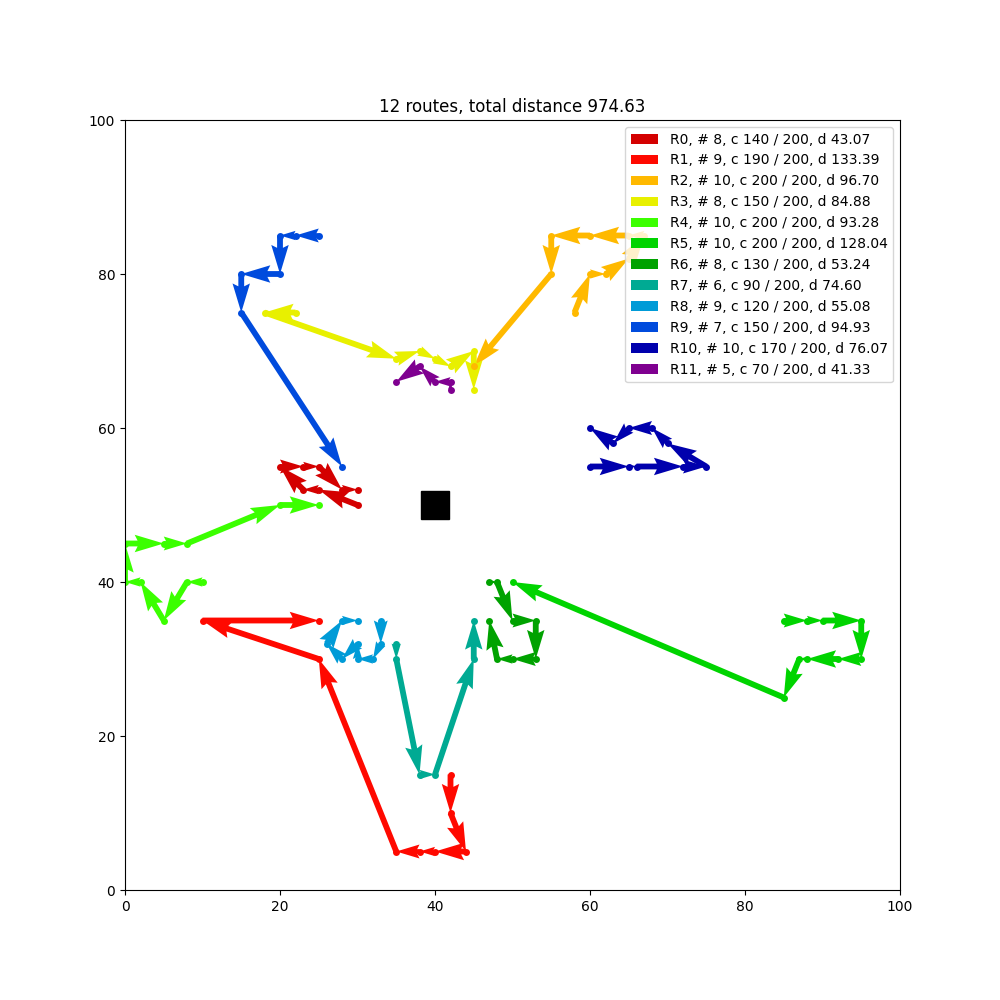 12 routes, total distance 974.63
R0, # 8, c 140 / 200, d 43.07
R1, # 9, c 190 / 200, d 133.39
R2, # 10, c 200 / 200, d 96.70
R3, # 8, c 150 / 200, d 84.88
R4, # 10, c 200 / 200, d 93.28
R5, # 10, c 200 / 200, d 128.04
R6, # 8, c 130 / 200, d 53.24
R7, # 6, c 90 / 200, d 74.60
R8, # 9, c 120 / 200, d 55.08
R9, # 7, c 150 / 200, d 94.93
R10, # 10, c 170 / 200, d 76.07
R11, # 5, c 70 / 200, d 41.33
100
80
60
40
20
0
0 20 40 60 80 100